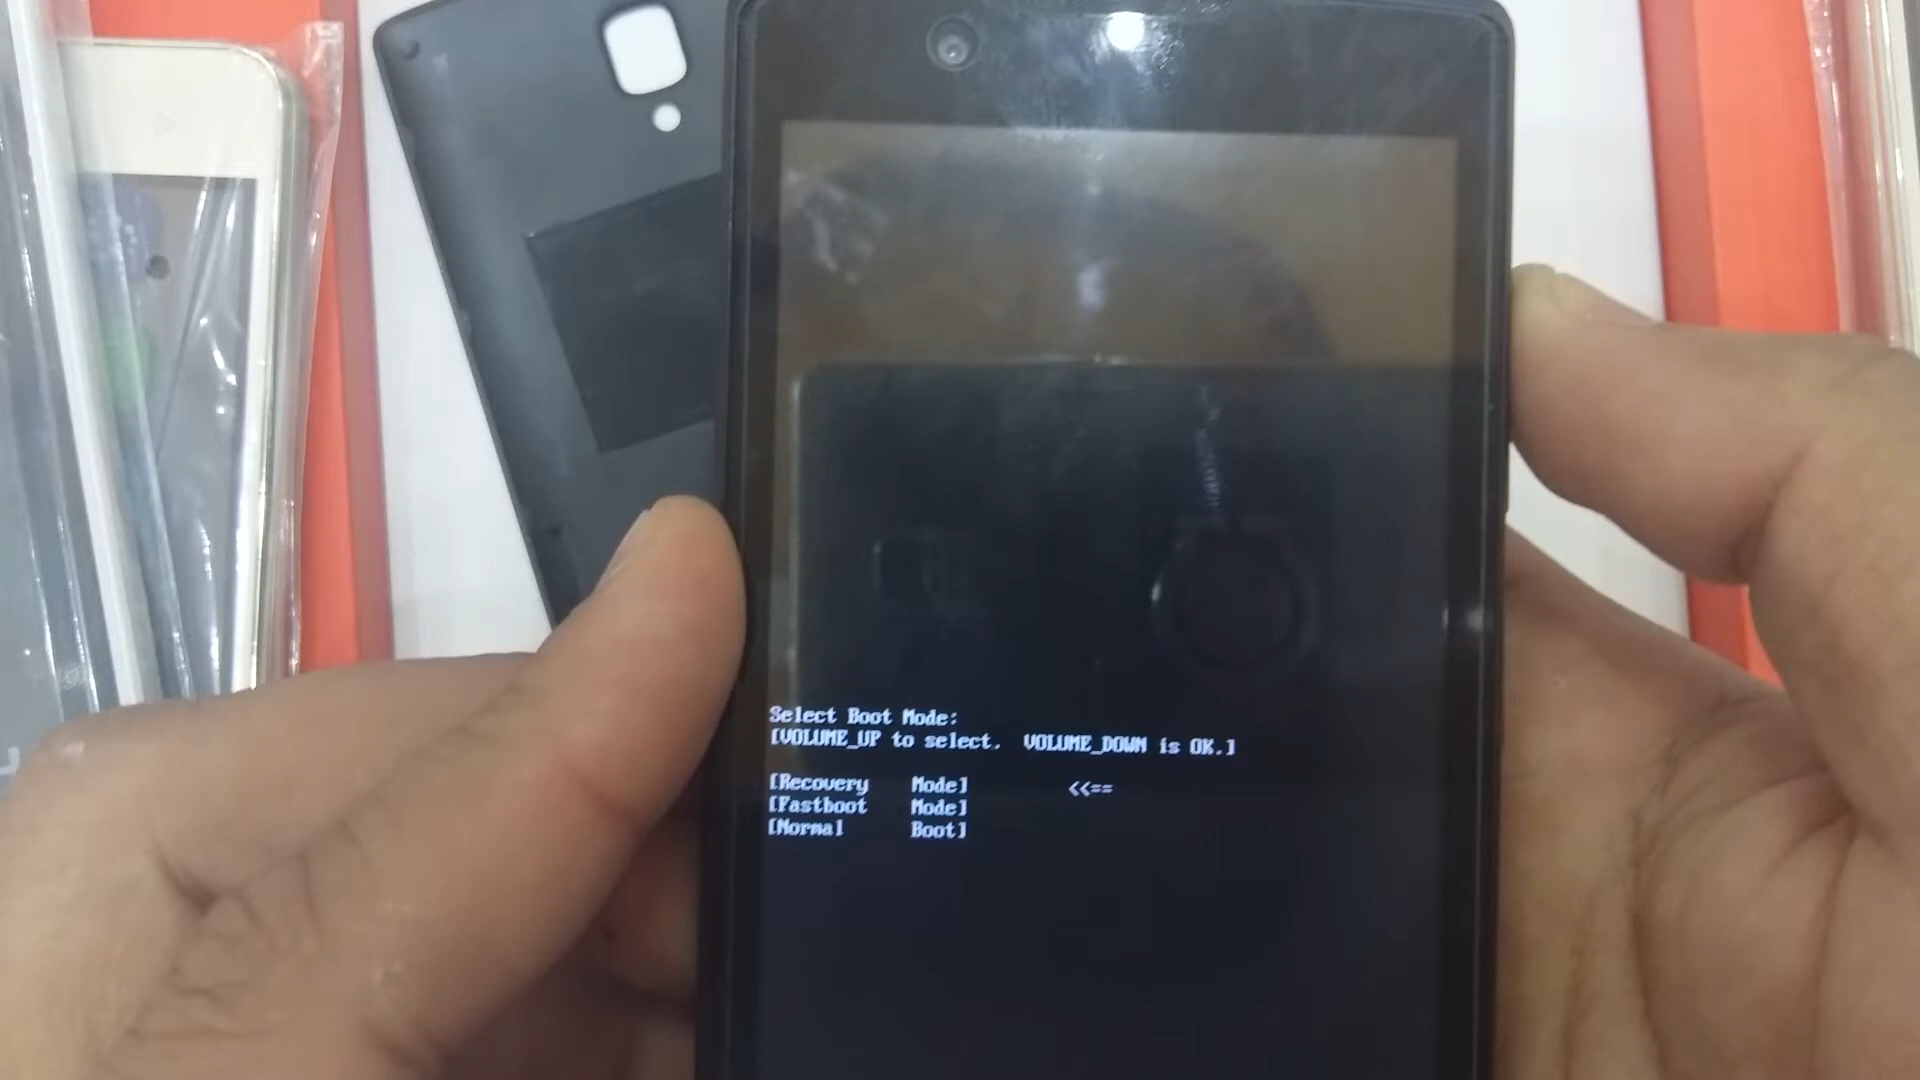 Select Boot Mode:
[VOLUME_UP to select.  VOLUME_DOWN is OK.]
[Recovery    Mode]        <<==
[Fastboot    Mode]
[Normal      Boot]